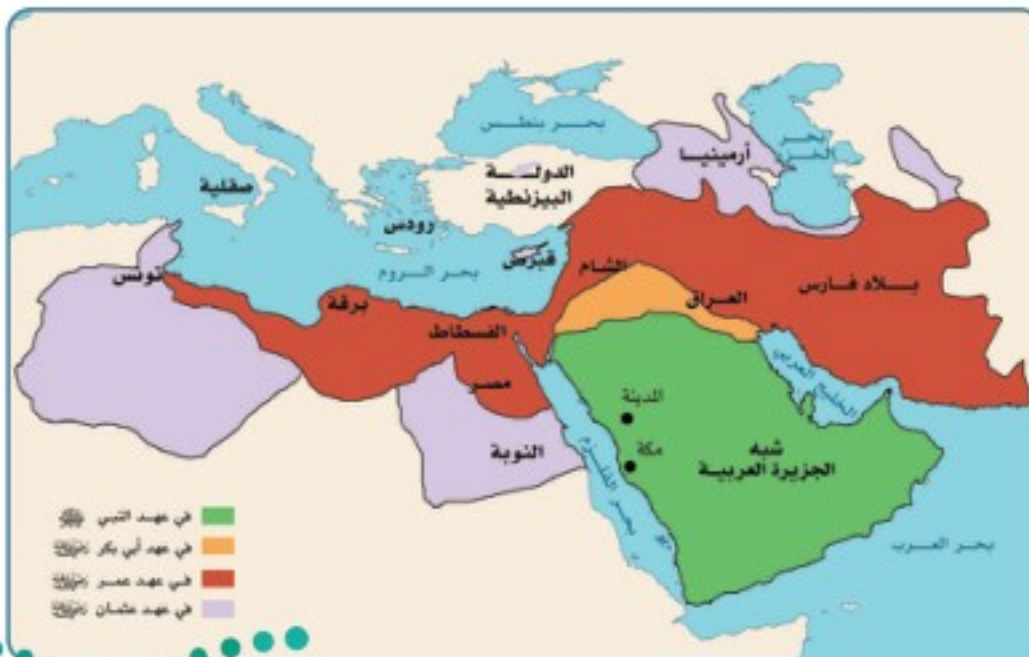 بحر بنطس
بحر
الخزر
أرمينيا
الدولة
البيزنطية
صقلية
رودس
قبرص
بحر الروم
تونس
برقة
الشام
العراق
بلاد فارس
الفسطاط
مصر
النوبة
الخليج العربي
المدينة
مكة
شبه
الجزيرة العربية
بحر القلزم
بحر العرب
في عهد النبي ﷺ
في عهد أبي بكر
في عهد عمر
في عهد عثمان